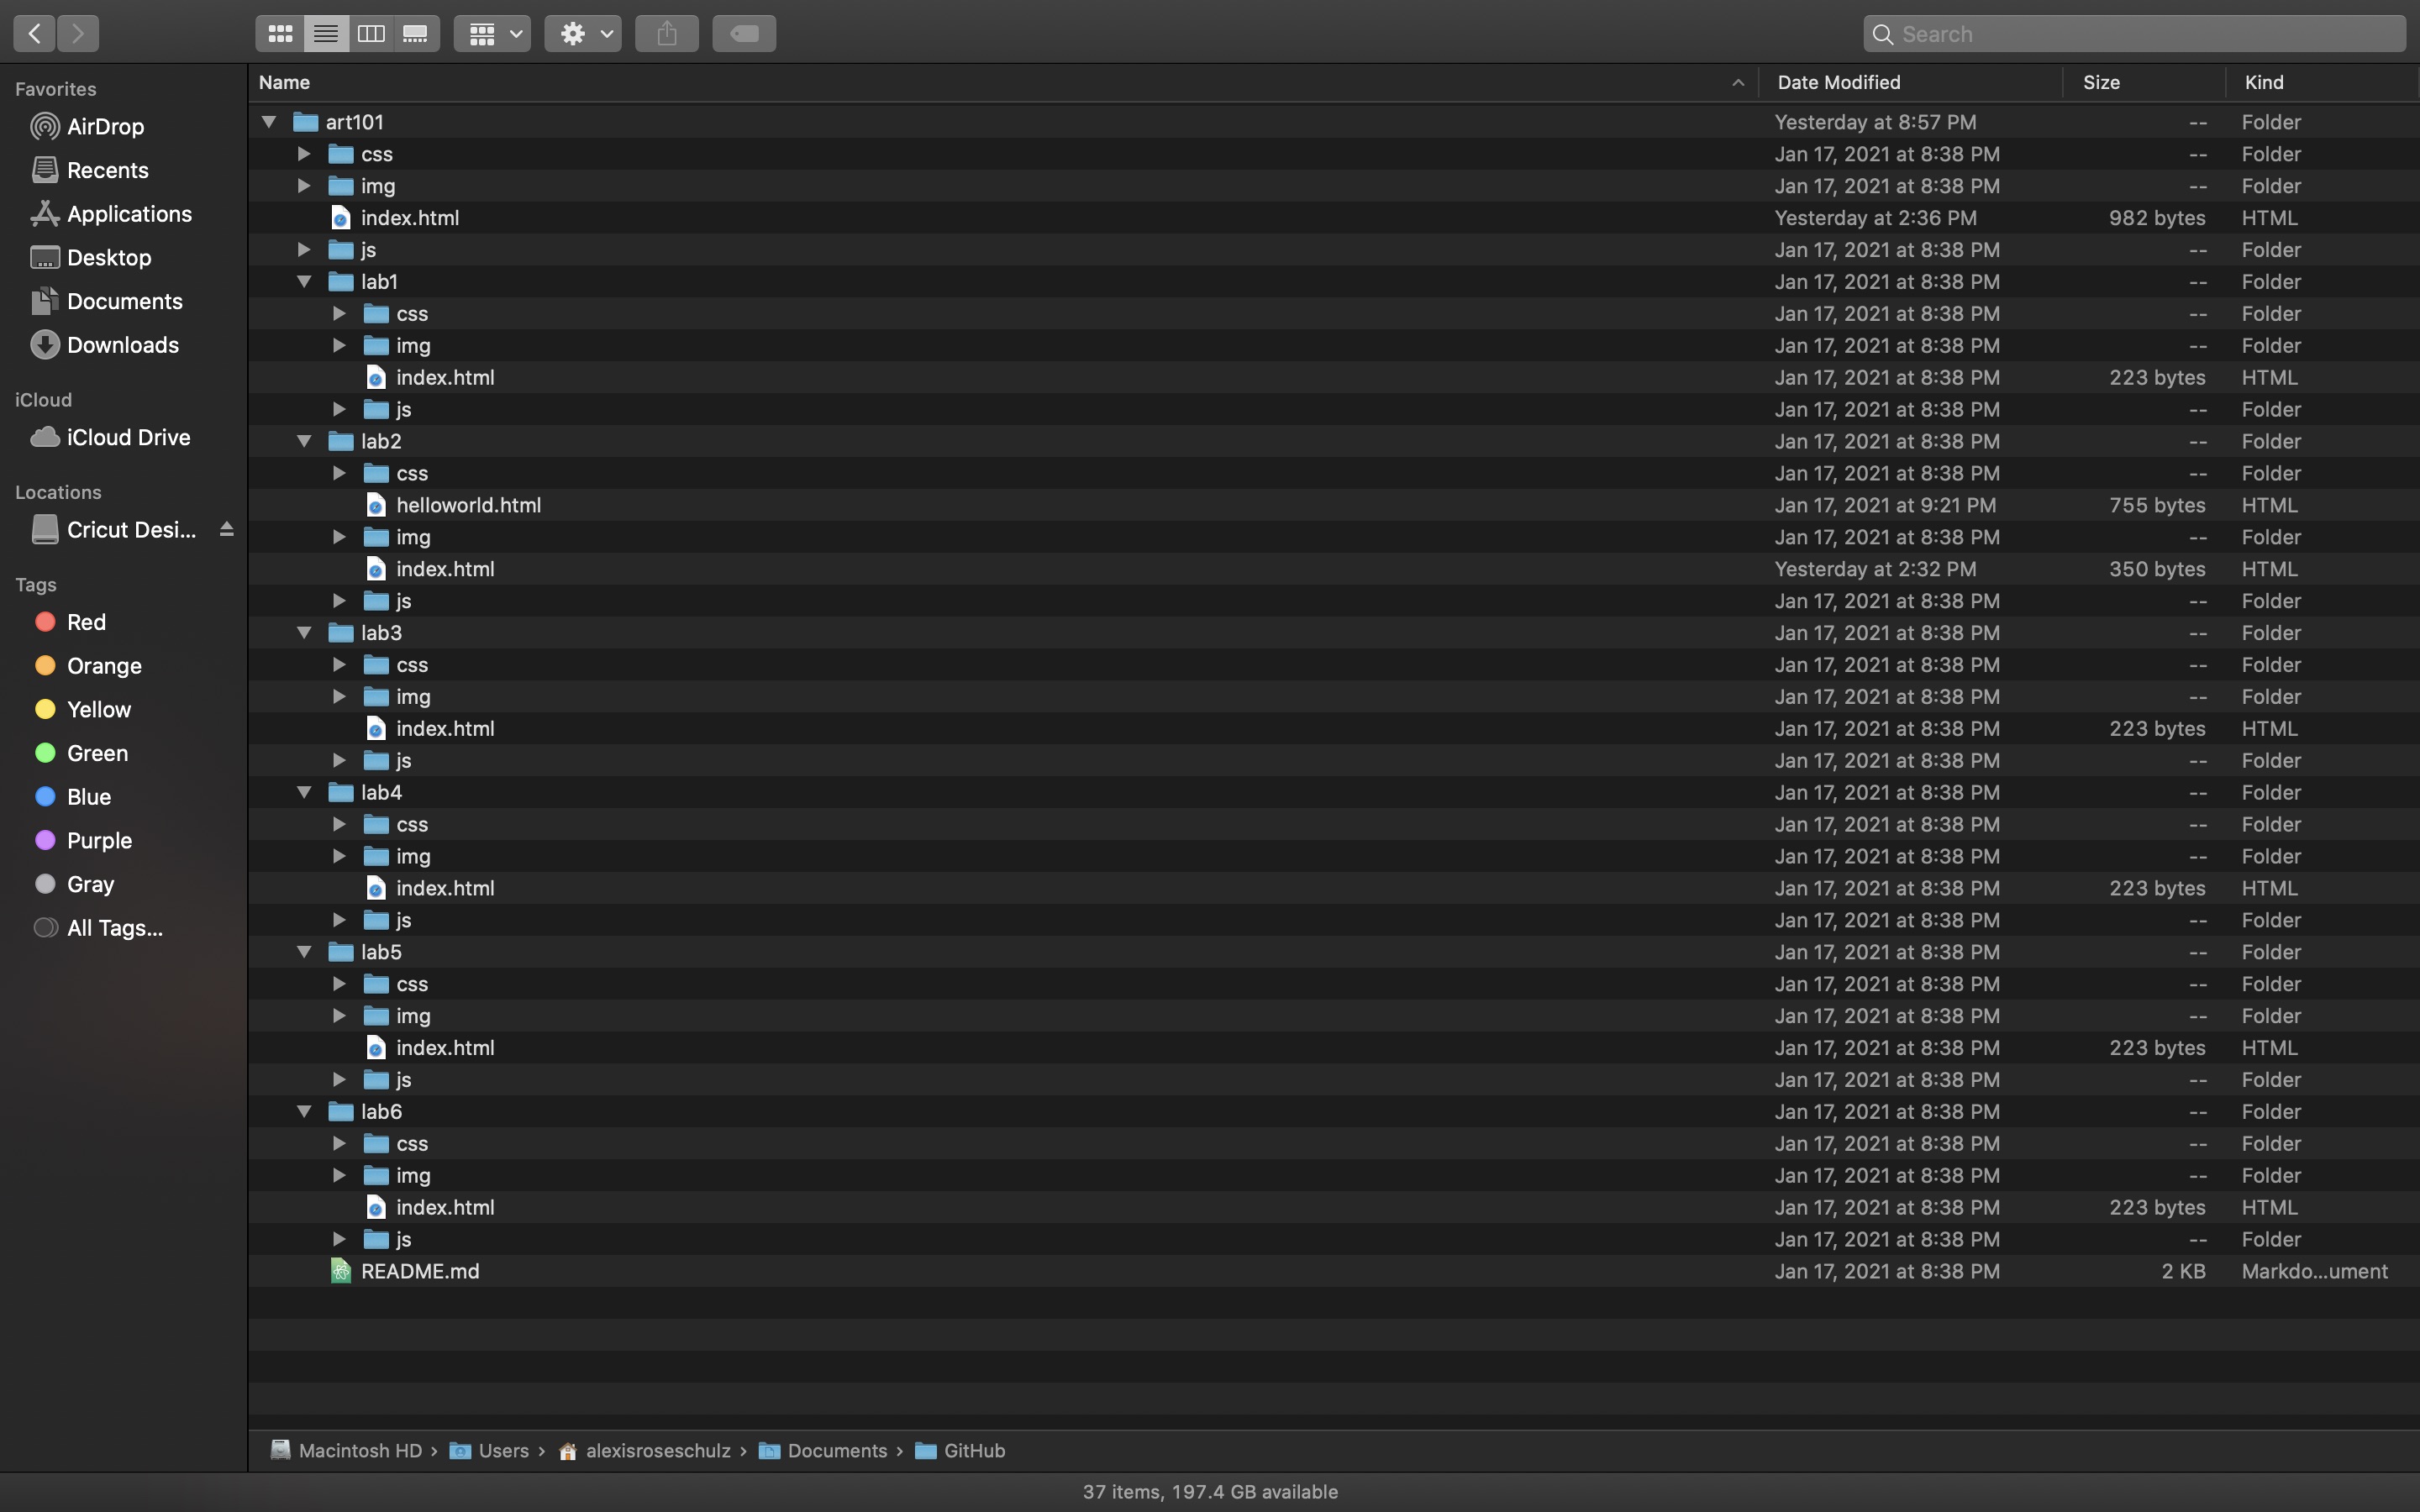 Search
Favorites
AirDrop
Recents
Applications
Desktop
Documents
Downloads
iCloud
iCloud Drive
Locations
Cricut Desi...
Tags
Red
Orange
Yellow
Green
Blue
Purple
Gray
All Tags...
Name Date Modified Size Kind
art101 Yesterday at 8:57 PM -- Folder
css Jan 17, 2021 at 8:38 PM -- Folder
img Jan 17, 2021 at 8:38 PM -- Folder
index.html Yesterday at 2:36 PM 982 bytes HTML
js Jan 17, 2021 at 8:38 PM -- Folder
lab1 Jan 17, 2021 at 8:38 PM -- Folder
css Jan 17, 2021 at 8:38 PM -- Folder
img Jan 17, 2021 at 8:38 PM -- Folder
index.html Jan 17, 2021 at 8:38 PM 223 bytes HTML
js Jan 17, 2021 at 8:38 PM -- Folder
lab2 Jan 17, 2021 at 8:38 PM -- Folder
css Jan 17, 2021 at 8:38 PM -- Folder
helloworld.html Jan 17, 2021 at 9:21 PM 755 bytes HTML
img Jan 17, 2021 at 8:38 PM -- Folder
index.html Yesterday at 2:32 PM 350 bytes HTML
js Jan 17, 2021 at 8:38 PM -- Folder
lab3 Jan 17, 2021 at 8:38 PM -- Folder
css Jan 17, 2021 at 8:38 PM -- Folder
img Jan 17, 2021 at 8:38 PM -- Folder
index.html Jan 17, 2021 at 8:38 PM 223 bytes HTML
js Jan 17, 2021 at 8:38 PM -- Folder
lab4 Jan 17, 2021 at 8:38 PM -- Folder
css Jan 17, 2021 at 8:38 PM -- Folder
img Jan 17, 2021 at 8:38 PM -- Folder
index.html Jan 17, 2021 at 8:38 PM 223 bytes HTML
js Jan 17, 2021 at 8:38 PM -- Folder
lab5 Jan 17, 2021 at 8:38 PM -- Folder
css Jan 17, 2021 at 8:38 PM -- Folder
img Jan 17, 2021 at 8:38 PM -- Folder
index.html Jan 17, 2021 at 8:38 PM 223 bytes HTML
js Jan 17, 2021 at 8:38 PM -- Folder
lab6 Jan 17, 2021 at 8:38 PM -- Folder
css Jan 17, 2021 at 8:38 PM -- Folder
img Jan 17, 2021 at 8:38 PM -- Folder
index.html Jan 17, 2021 at 8:38 PM 223 bytes HTML
js Jan 17, 2021 at 8:38 PM -- Folder
README.md Jan 17, 2021 at 8:38 PM 2 KB Markdo...ument
Macintosh HD › Users › alexisroseschulz › Documents › GitHub
37 items, 197.4 GB available